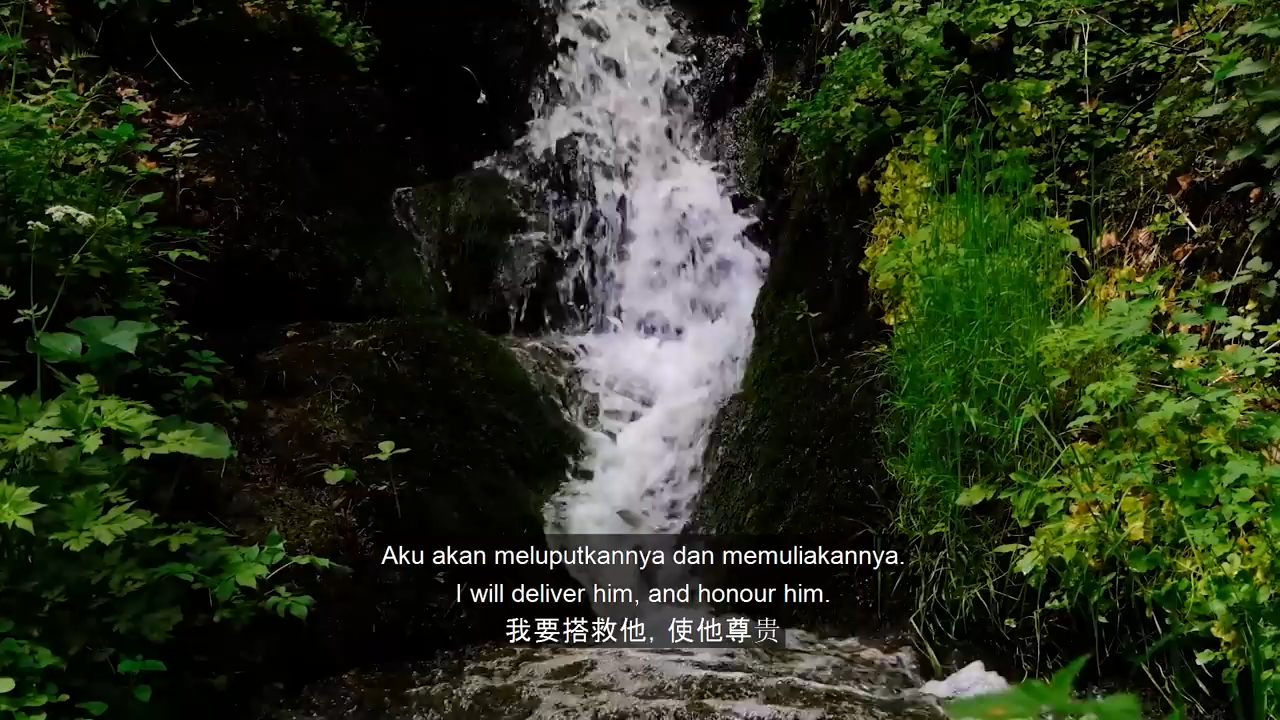 Aku akan meluputkannya dan memuliakannya.
I will deliver him, and honour him.
我要搭救他, 使他尊贵